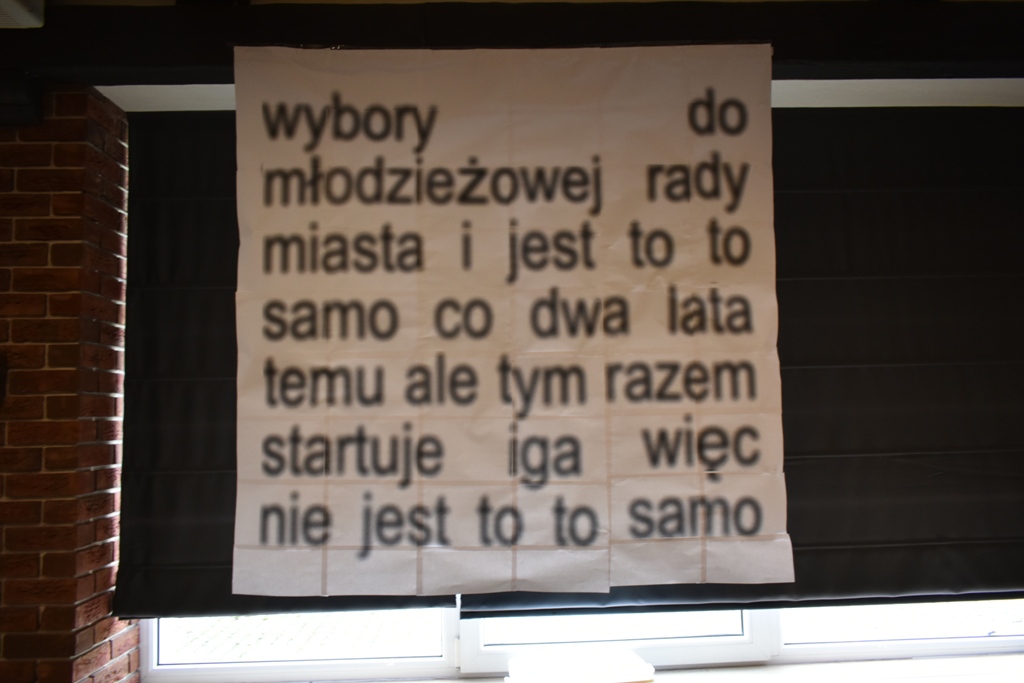 wybory do
młodzieżowej rady
miasta i jest to to
samo co dwa lata
temu ale tym razem
startuje iga więc
nie jest to to samo